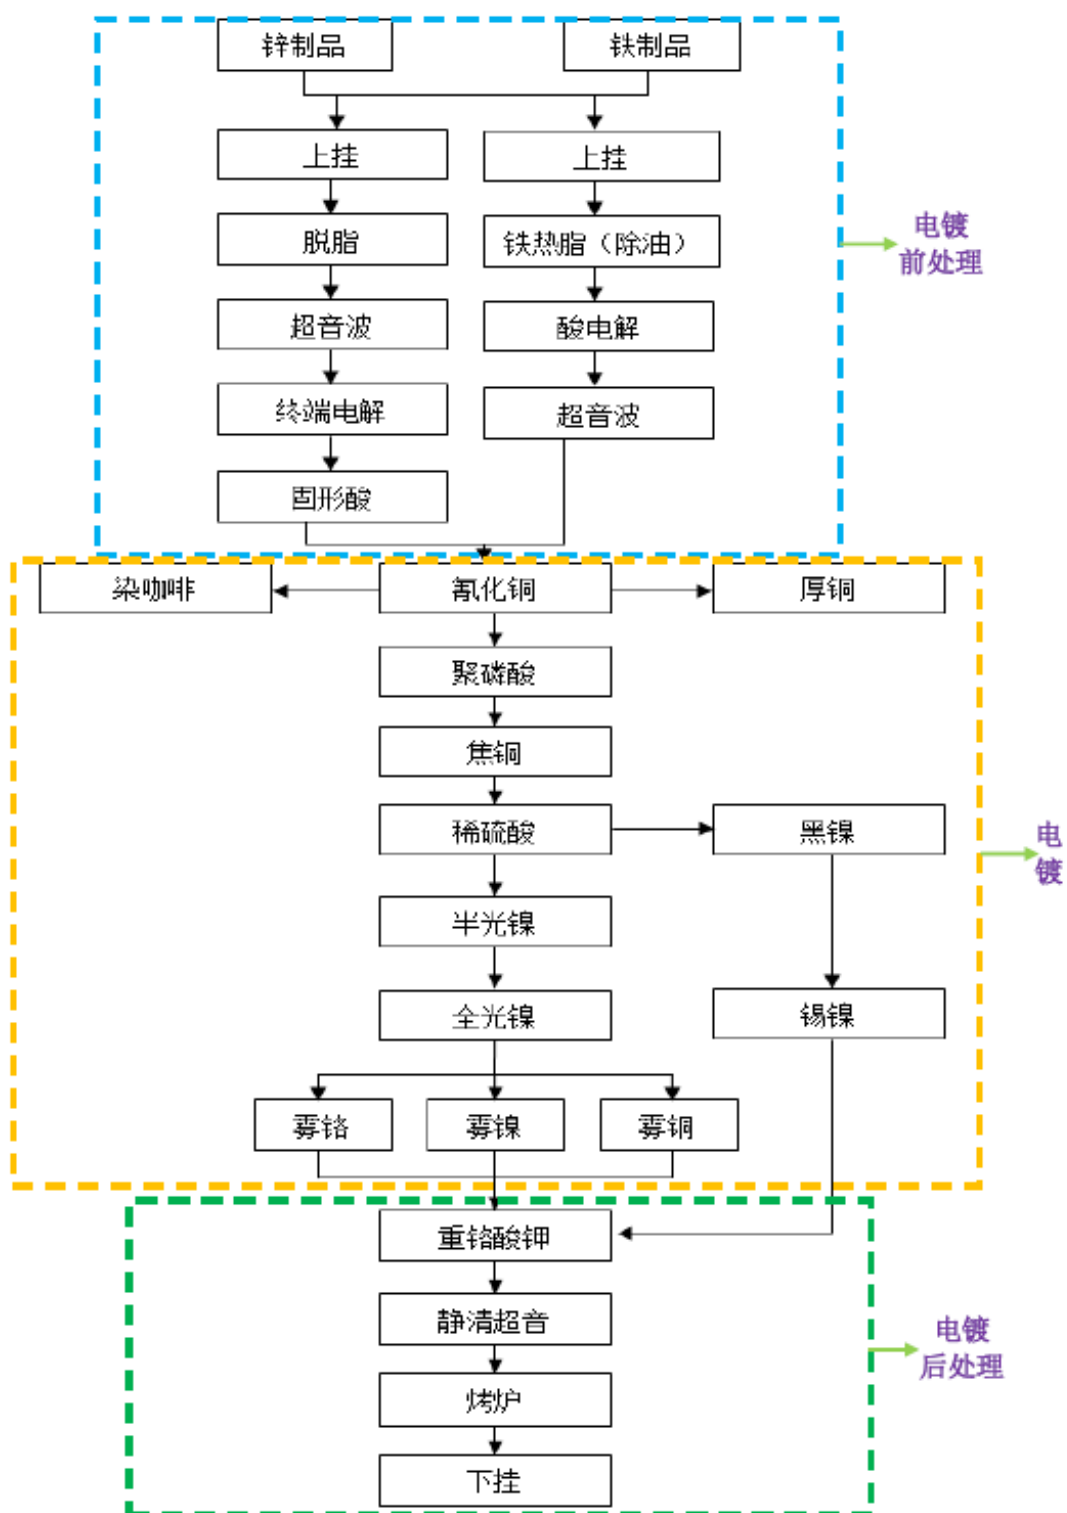 锌制品
铁制品
上挂
上挂
脱脂
铁热脂（除油）
电镀
前处理
超音波
酸电解
终端电解
超音波
固形酸
染咖啡
氰化铜
厚铜
聚磷酸
焦铜
稀硫酸
黑镍
电
镀
半光镍
全光镍
锡镍
雾铬
雾镍
雾铜
重铬酸钾
静清超音
电镀
后处理
烤炉
下挂